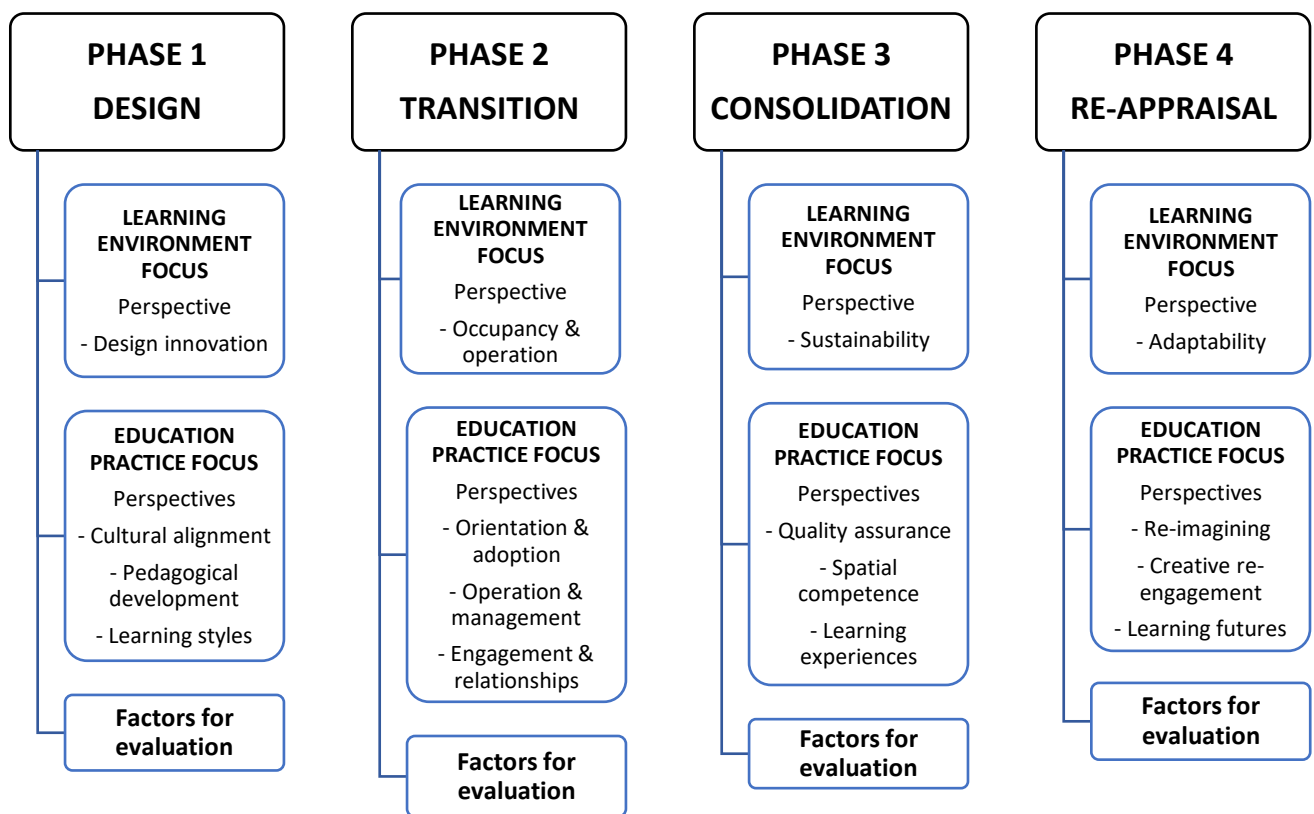 PHASE 1
DESIGN
LEARNING
ENVIRONMENT
FOCUS
Perspective
- Design innovation
EDUCATION
PRACTICE FOCUS
Perspectives
- Cultural alignment
- Pedagogical
development
- Learning styles
Factors for
evaluation
PHASE 2
TRANSITION
LEARNING
ENVIRONMENT
FOCUS
Perspective
- Occupancy &
operation
EDUCATION
PRACTICE FOCUS
Perspectives
- Orientation &
adoption
- Operation &
management
- Engagement &
relationships
Factors for
evaluation
PHASE 3
CONSOLIDATION
LEARNING
ENVIRONMENT
FOCUS
Perspective
- Sustainability
EDUCATION
PRACTICE FOCUS
Perspectives
- Quality assurance
- Spatial
competence
- Learning
experiences
Factors for
evaluation
PHASE 4
RE-APPRAISAL
LEARNING
ENVIRONMENT
FOCUS
Perspective
- Adaptability
EDUCATION
PRACTICE FOCUS
Perspectives
- Re-imagining
- Creative re-
engagement
- Learning futures
Factors for
evaluation